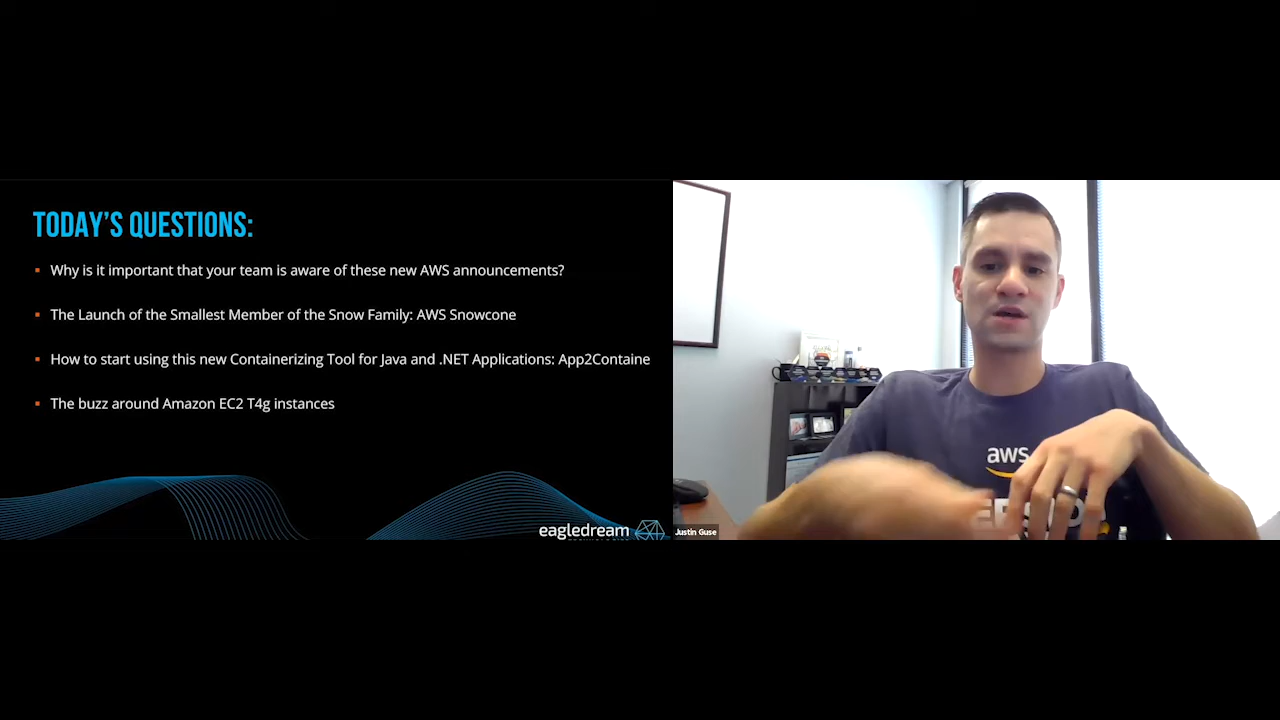 TODAY'S QUESTIONS:
Why is it important that your team is aware of these new AWS announcements?
The Launch of the Smallest Member of the Snow Family: AWS Snowcone
How to start using this new Containerizing Tool for Java and .NET Applications: App2Containe
The buzz around Amazon EC2 T4g instances
eagledream
aws
Justin Guse